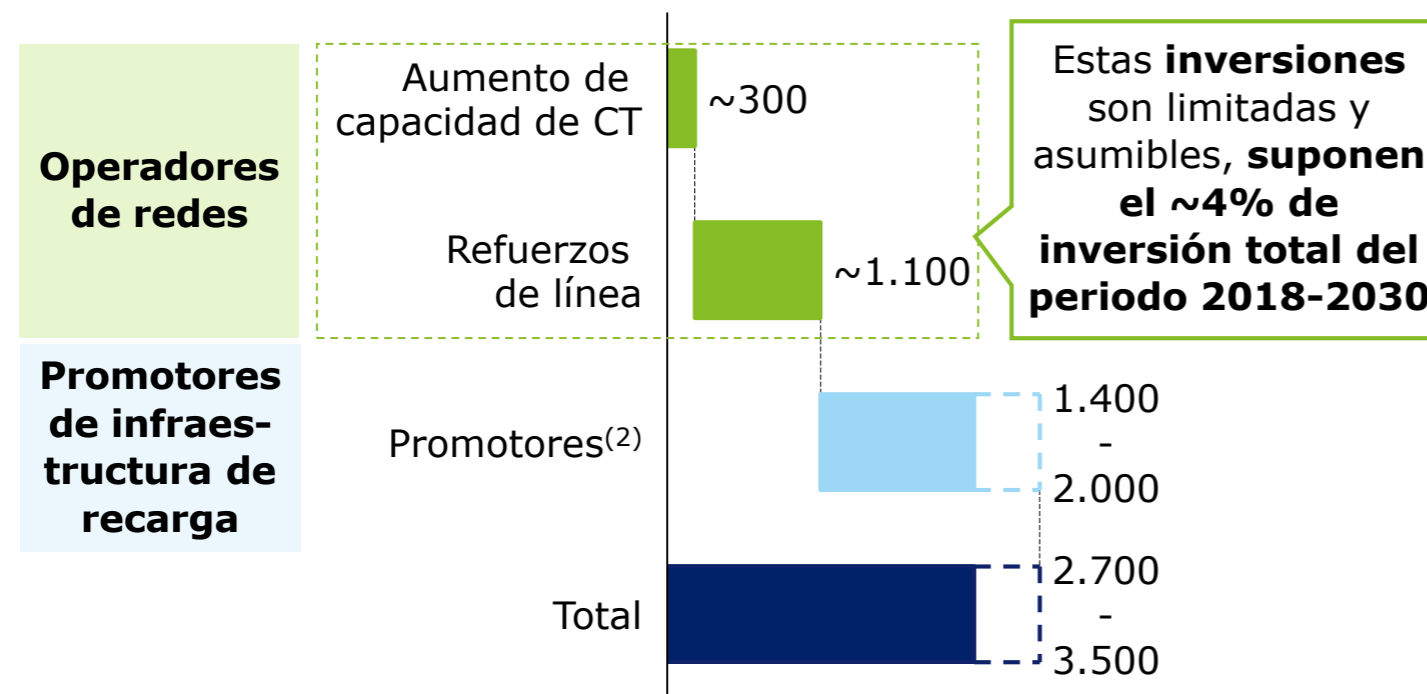 Operadores
de redes
Aumento de
capacidad de CT
~300
Refuerzos
de línea
~1.100
Estas inversiones
son limitadas y
asumibles, suponen
el ~4% de
inversión total del
periodo 2018-2030
Promotores
de infraes-
tructura de
recarga
Promotores(2)
1.400
-
2.000
Total
2.700
-
3.500